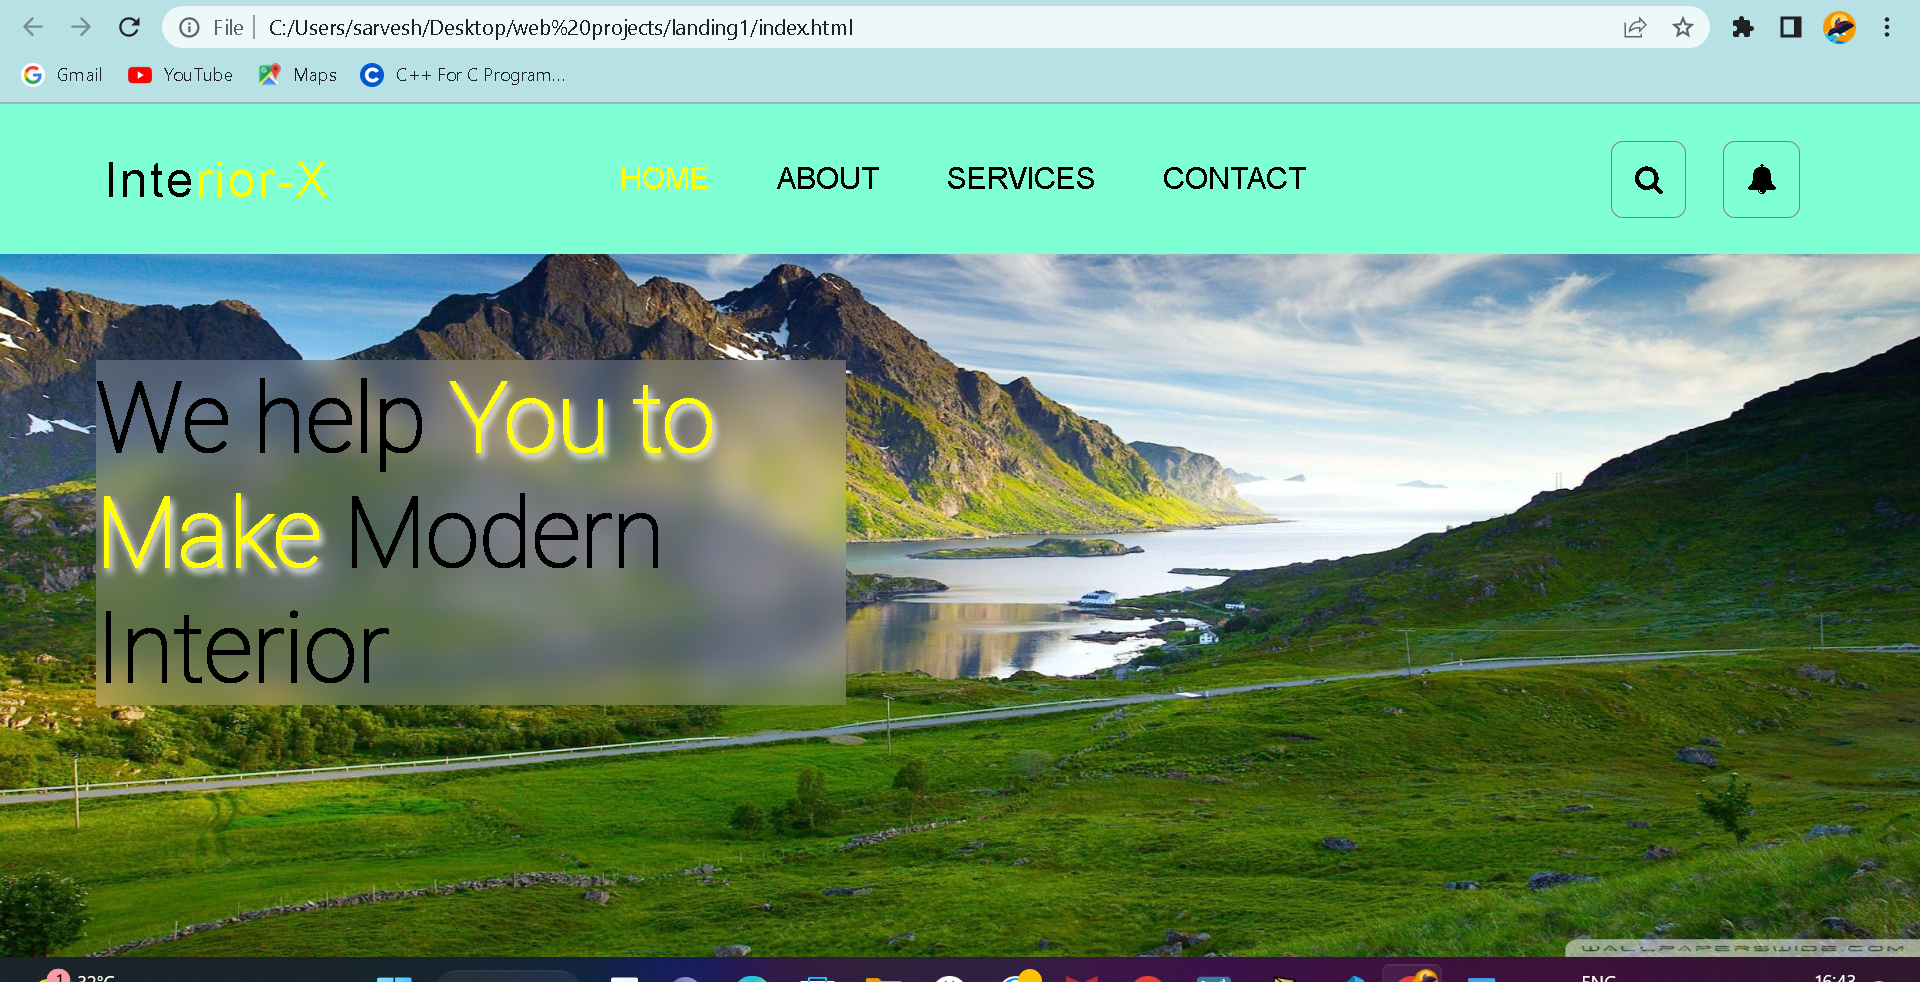 File
C:/Users/sarvesh/Desktop/web%20projects/landing1/index.html
Gmail
YouTube
Maps
C++ For C Program...
Interior-X
HOME
ABOUT
SERVICES
CONTACT
We help You to
Make Modern
Interior
WALLPAPERSWIDE.COM
1
32°C
ENG
16:43